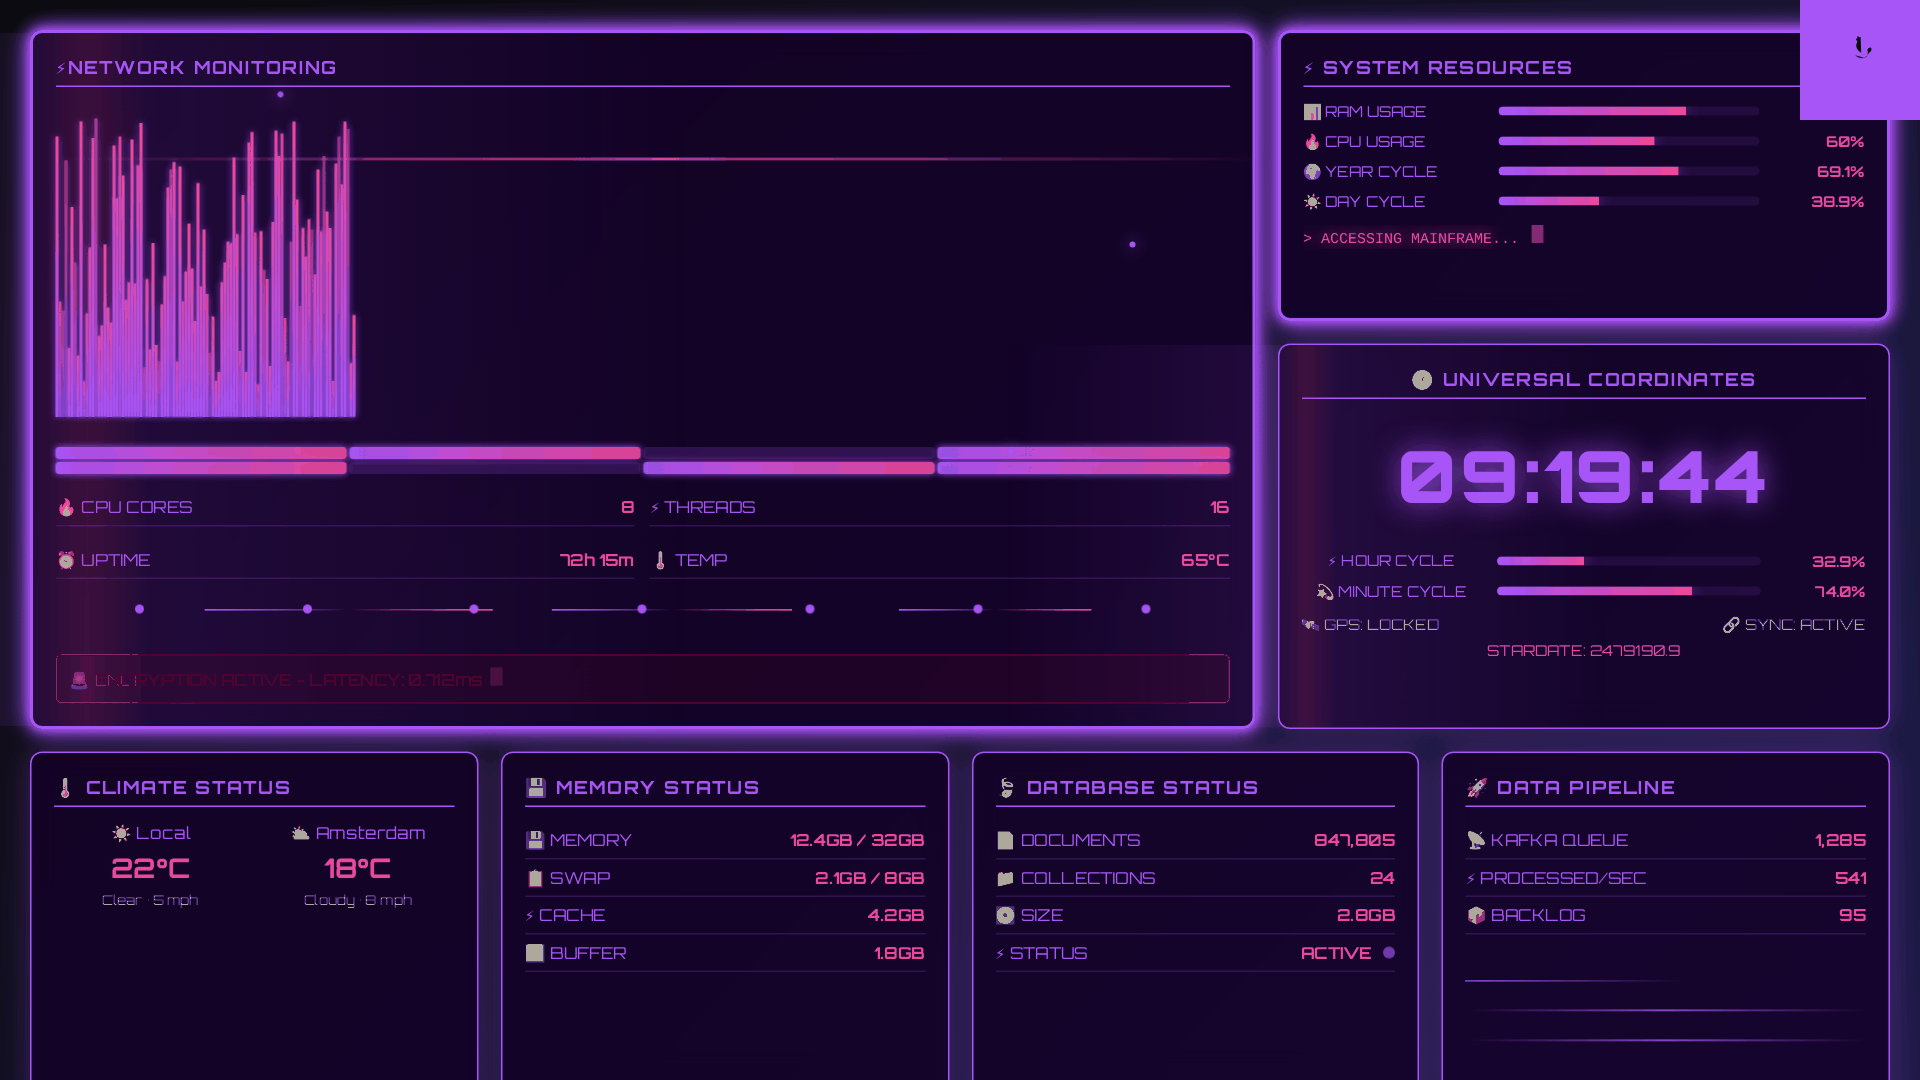 ⚡NETWORK MONITORING
🔥 CPU CORES 8
⚡ THREADS 16
⏰ UPTIME 72h 15m
🌡 TEMP 65°C
ENCRYPTION ACTIVE - LATENCY: 0.712ms
⚡ SYSTEM RESOURCES
📊 RAM USAGE
🔥 CPU USAGE 60%
🌍 YEAR CYCLE 69.1%
☀ DAY CYCLE 38.9%
> ACCESSING MAINFRAME...
UNIVERSAL COORDINATES
09:19:44
⚡ HOUR CYCLE 32.9%
💫 MINUTE CYCLE 74.0%
🛰 GPS: LOCKED 🔗 SYNC: ACTIVE
STARDATE: 2479190.9
🌡 CLIMATE STATUS
☀ Local
22°C
Clear · 5 mph
⛅ Amsterdam
18°C
Cloudy · 8 mph
💾 MEMORY STATUS
💾 MEMORY 12.4GB / 32GB
📋 SWAP 2.1GB / 8GB
⚡ CACHE 4.2GB
BUFFER 1.8GB
🍃 DATABASE STATUS
📄 DOCUMENTS 847,805
📁 COLLECTIONS 24
💽 SIZE 2.8GB
⚡ STATUS ACTIVE
🚀 DATA PIPELINE
📡 KAFKA QUEUE 1,285
⚡ PROCESSED/SEC 541
📦 BACKLOG 95